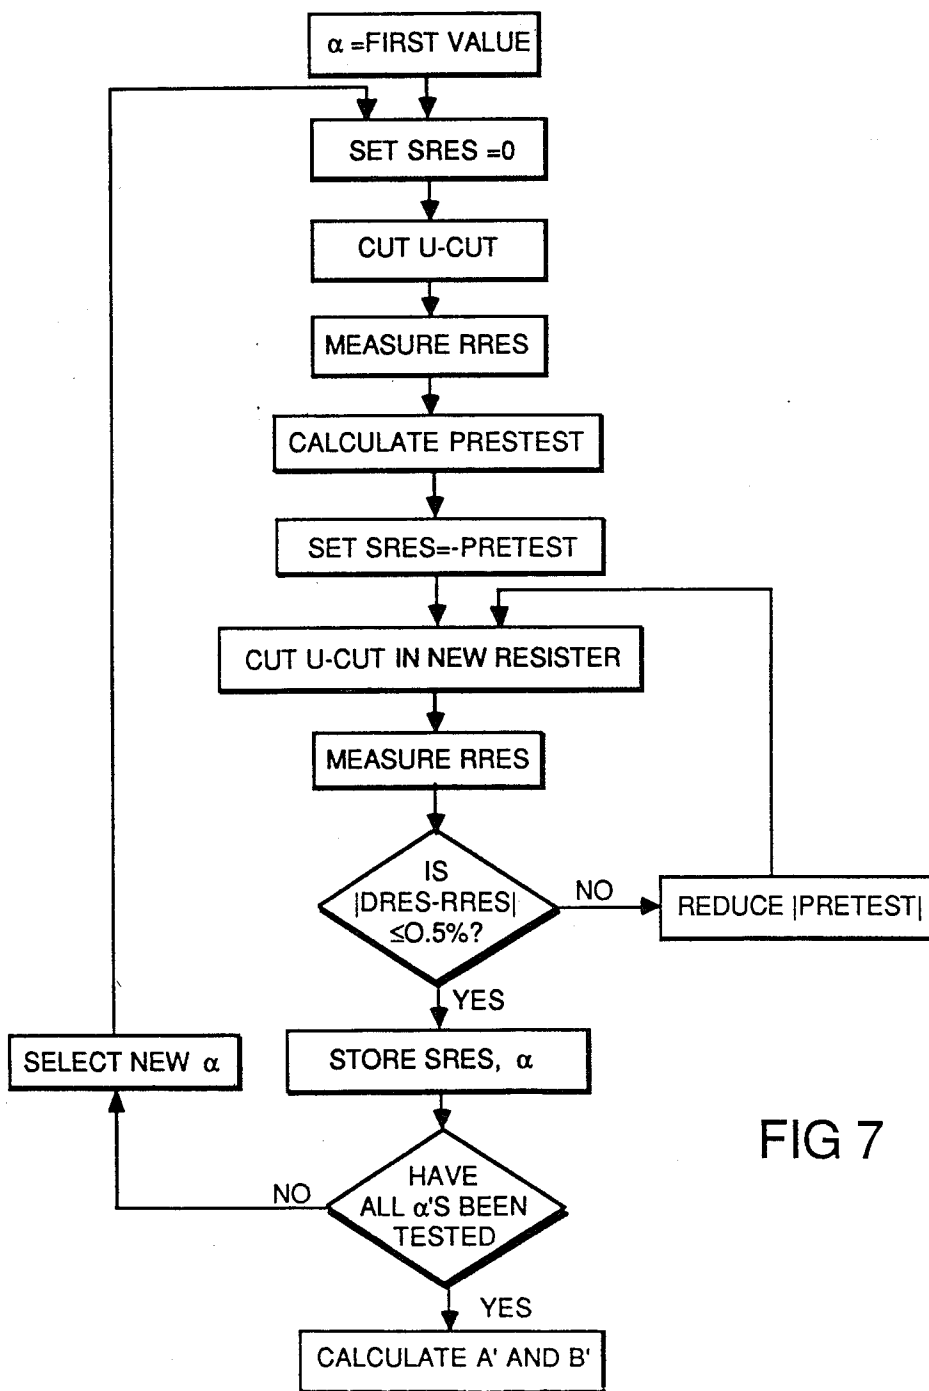 α =FIRST VALUE
SET SRES =0
CUT U-CUT
MEASURE RRES
CALCULATE PRESTEST
SET SRES=-PRETEST
CUT U-CUT IN NEW RESISTER
MEASURE RRES
IS
|DRES-RRES|
≤0.5%?
NO
REDUCE |PRETEST|
YES
STORE SRES, α
SELECT NEW α
HAVE
ALL α'S BEEN
TESTED
NO
YES
CALCULATE A' AND B'
FIG 7